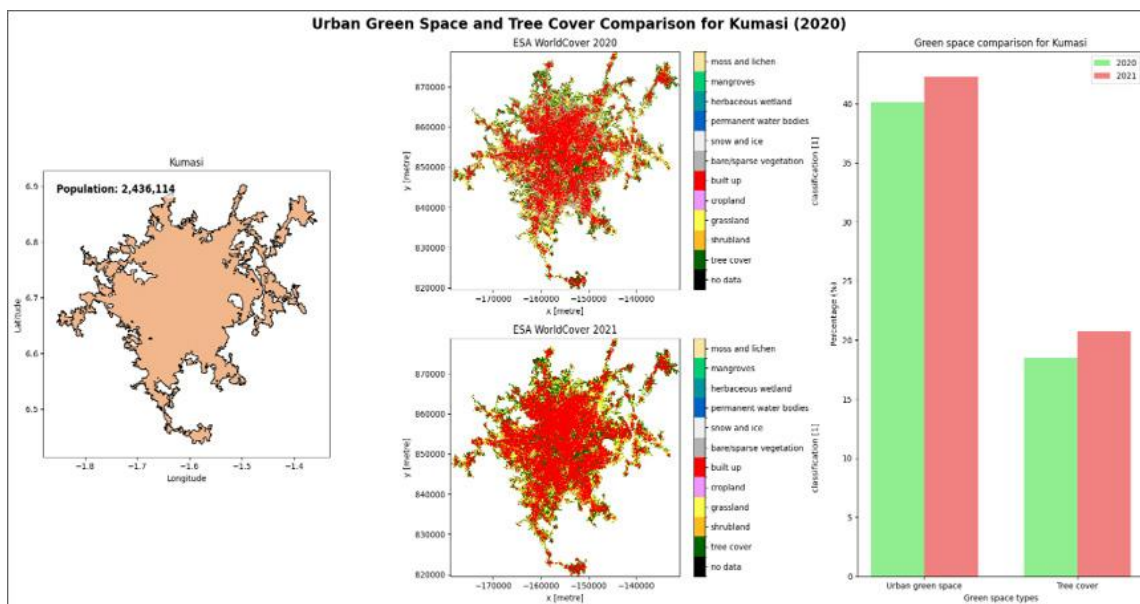 Urban Green Space and Tree Cover Comparison for Kumasi (2020)
Kumasi
Population: 2,436,114
6.9
6.8
6.7
6.6
6.5
Latitude
−1.8 −1.7 −1.6 −1.5 −1.4
Longitude
ESA WorldCover 2020
870000
860000
850000
840000
830000
820000
y [metre]
−170000 −160000 −150000 −140000
x [metre]
moss and lichen
mangroves
herbaceous wetland
permanent water bodies
snow and ice
bare/sparse vegetation
built up
cropland
grassland
shrubland
tree cover
no data
classification [1]
ESA WorldCover 2021
870000
860000
850000
840000
830000
820000
y [metre]
−170000 −160000 −150000 −140000
x [metre]
moss and lichen
mangroves
herbaceous wetland
permanent water bodies
snow and ice
bare/sparse vegetation
built up
cropland
grassland
shrubland
tree cover
no data
classification [1]
Green space comparison for Kumasi
2020
2021
40
35
30
25
20
15
10
5
0
Percentage (%)
Urban green space Tree cover
Green space types